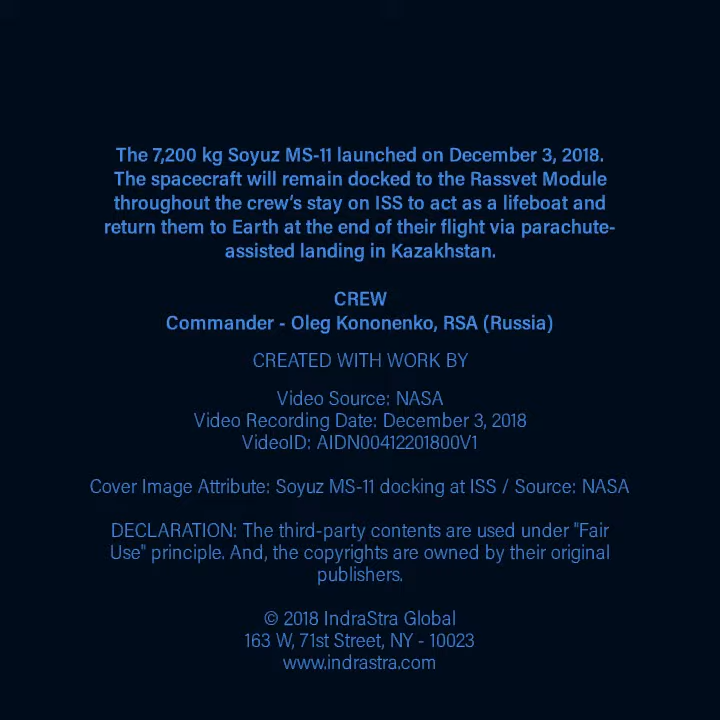 The 7,200 kg Soyuz MS-11 launched on December 3, 2018.
The spacecraft will remain docked to the Rassvet Module
throughout the crew's stay on ISS to act as a lifeboat and
return them to Earth at the end of their flight via parachute-
assisted landing in Kazakhstan.
CREW
Commander - Oleg Kononenko, RSA (Russia)
CREATED WITH WORK BY
Video Source: NASA
Video Recording Date: December 3, 2018
VideoID: AIDN00412201800V1
Cover Image Attribute: Soyuz MS-11 docking at ISS / Source: NASA
DECLARATION: The third-party contents are used under "Fair
Use" principle. And, the copyrights are owned by their original
publishers.
© 2018 IndraStra Global
163 W, 71st Street, NY - 10023
www.indrastra.com